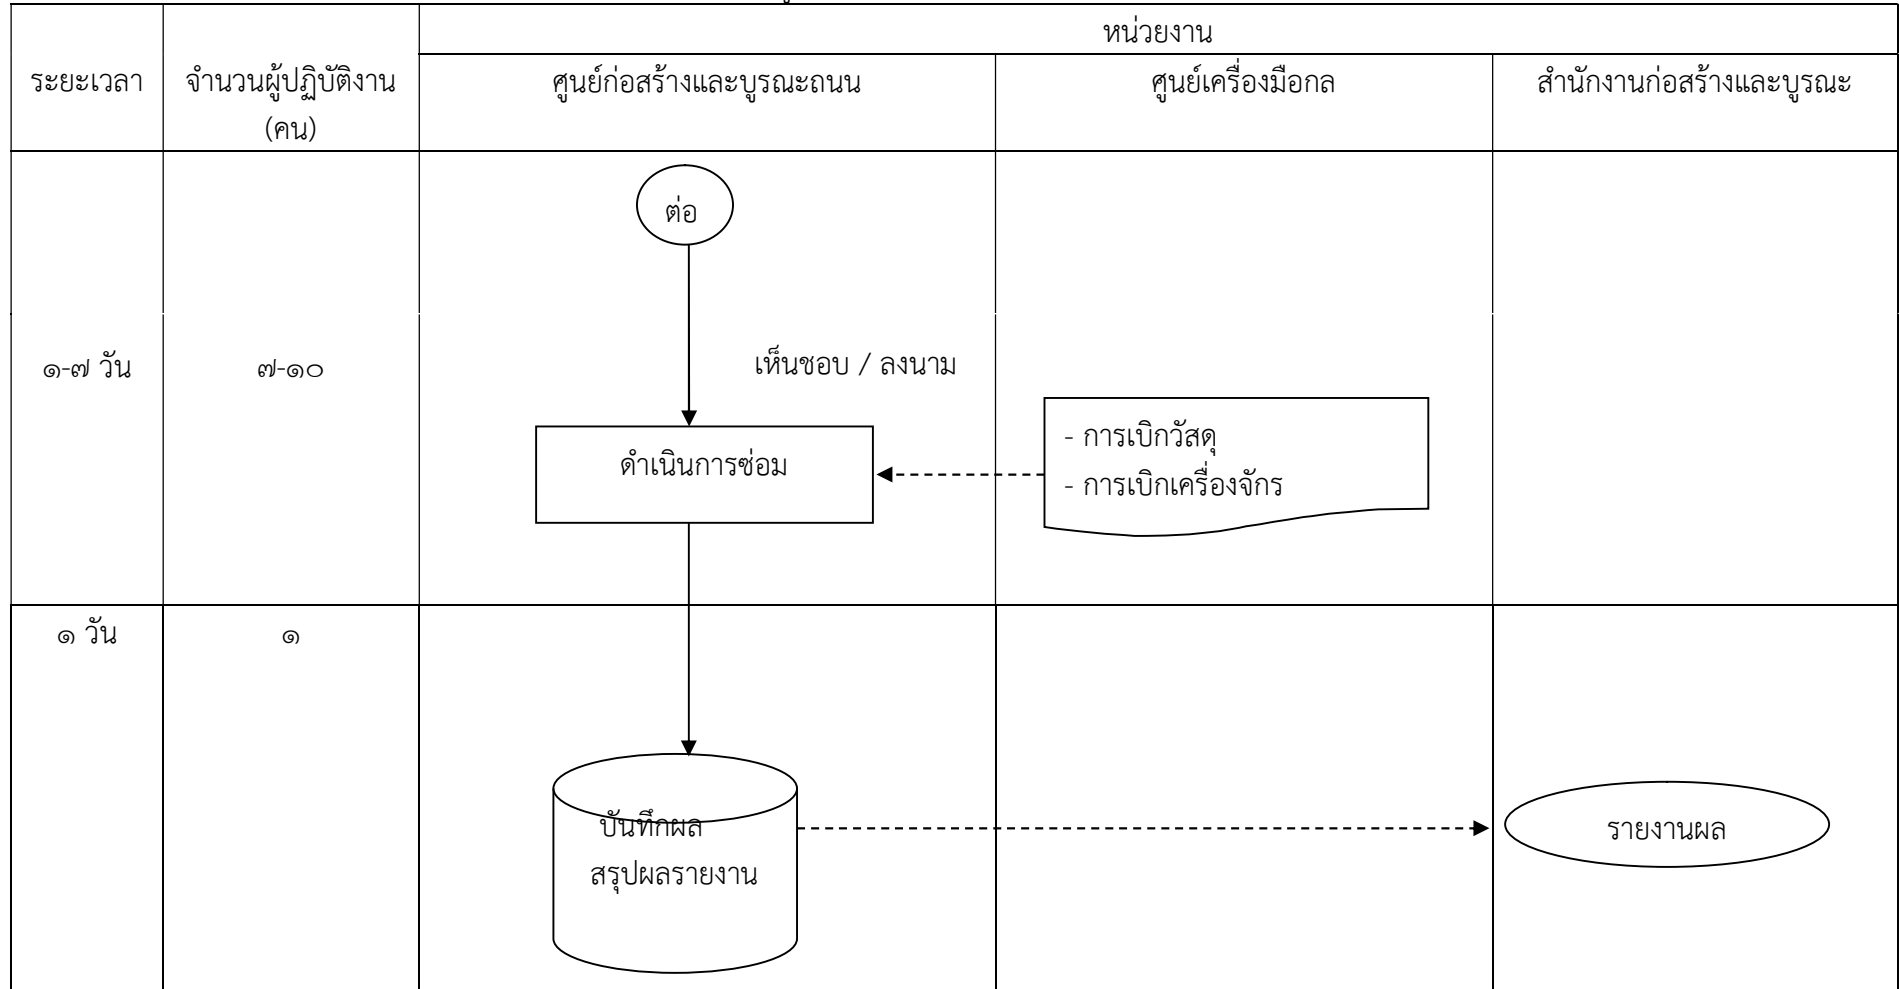 หน่วยงาน
ระยะเวลา
จำนวนผู้ปฏิบัติงาน
(คน)
ศูนย์ก่อสร้างและบูรณะถนน
ศูนย์เครื่องมือกล
สำนักงานก่อสร้างและบูรณะ
ต่อ
๑-๗ วัน
๗-๑๐
เห็นชอบ / ลงนาม
ดำเนินการซ่อม
- การเบิกวัสดุ
- การเบิกเครื่องจักร
๑ วัน
๑
บันทึกผล
สรุปผลรายงาน
รายงานผล